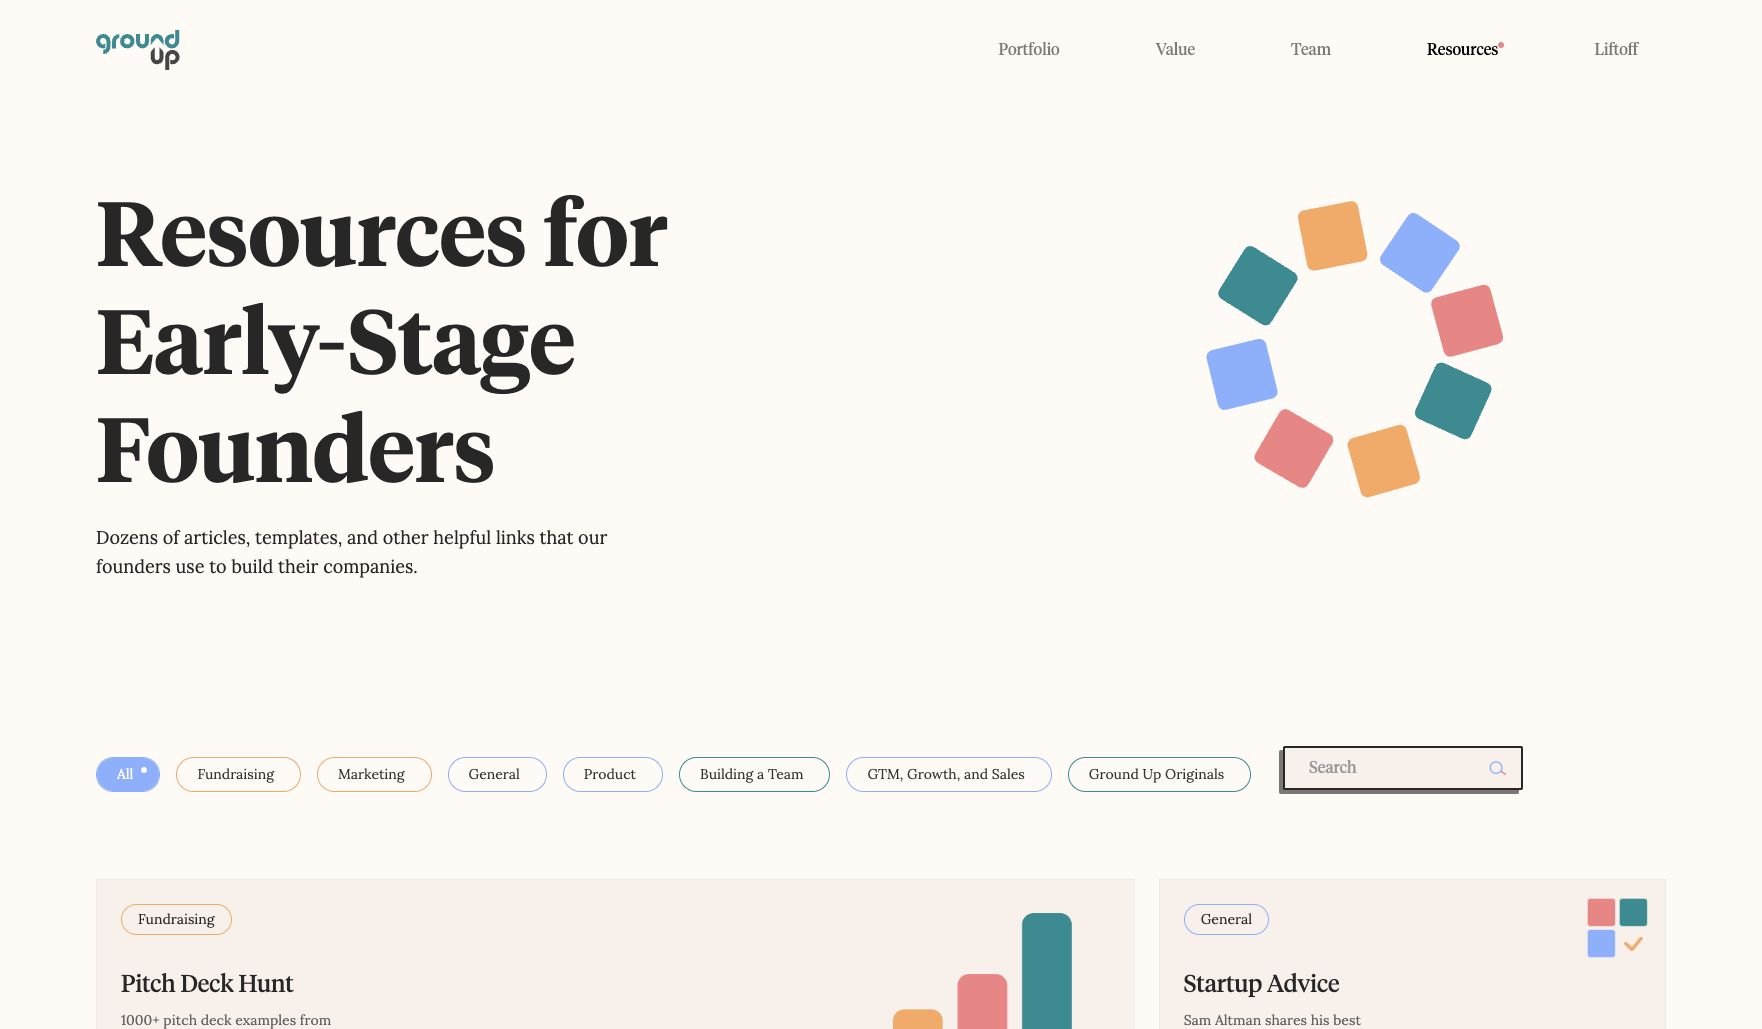 ground
up
Portfolio
Value
Team
Resources
Liftoff
Resources for
Early-Stage
Founders
Dozens of articles, templates, and other helpful links that our
founders use to build their companies.
All
Fundraising
Marketing
General
Product
Building a Team
GTM, Growth, and Sales
Ground Up Originals
Search
Fundraising
Pitch Deck Hunt
1000+ pitch deck examples from
General
Startup Advice
Sam Altman shares his best